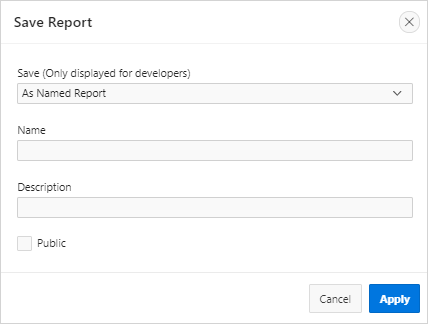 Save Report
Save (Only displayed for developers)
As Named Report
Name
Description
Public
Cancel
Apply